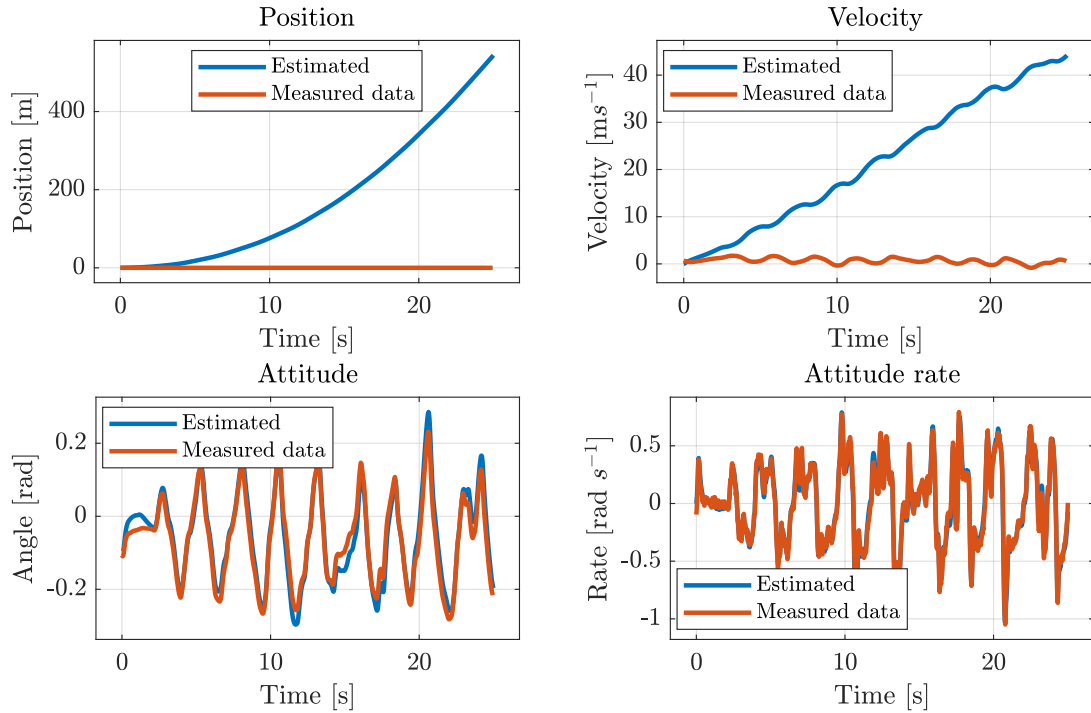 Position
Position [m]
400
200
0
Estimated
Measured data
0
10
20
Time [s]
Velocity
Velocity [ms⁻¹]
40
30
20
10
0
Estimated
Measured data
0
10
20
Time [s]
Attitude
Angle [rad]
0.2
0
-0.2
Estimated
Measured data
0
10
20
Time [s]
Attitude rate
Rate [rad s⁻¹]
0.5
0
-0.5
-1
Estimated
Measured data
0
10
20
Time [s]